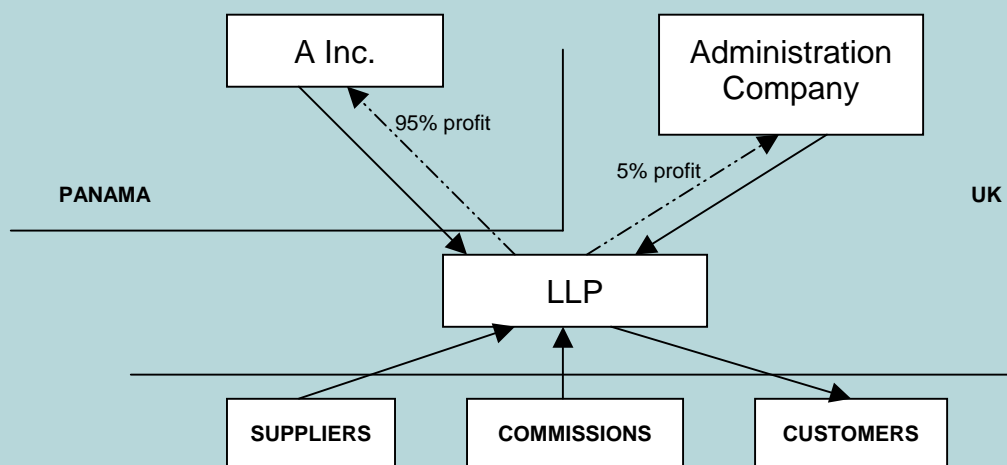 A Inc.
Administration
Company
95% profit
5% profit
PANAMA
UK
LLP
SUPPLIERS
COMMISSIONS
CUSTOMERS